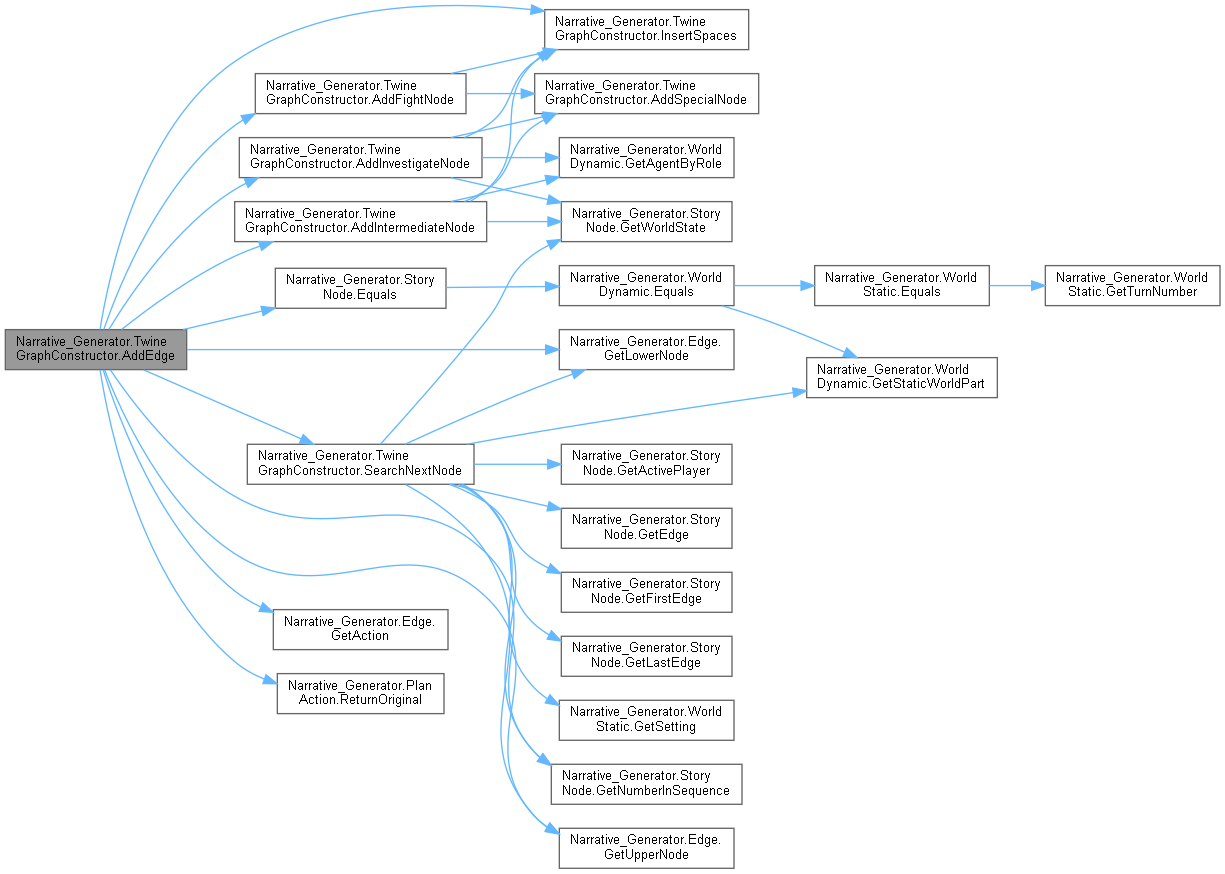 Narrative_Generator.Twine
GraphConstructor.InsertSpaces
Narrative_Generator.Twine
GraphConstructor.AddFightNode
Narrative_Generator.Twine
GraphConstructor.AddSpecialNode
Narrative_Generator.Twine
GraphConstructor.AddInvestigateNode
Narrative_Generator.World
Dynamic.GetAgentByRole
Narrative_Generator.Twine
GraphConstructor.AddIntermediateNode
Narrative_Generator.Story
Node.GetWorldState
Narrative_Generator.Story
Node.Equals
Narrative_Generator.World
Dynamic.Equals
Narrative_Generator.World
Static.Equals
Narrative_Generator.World
Static.GetTurnNumber
Narrative_Generator.Twine
GraphConstructor.AddEdge
Narrative_Generator.Edge.
GetLowerNode
Narrative_Generator.World
Dynamic.GetStaticWorldPart
Narrative_Generator.Twine
GraphConstructor.SearchNextNode
Narrative_Generator.Story
Node.GetActivePlayer
Narrative_Generator.Story
Node.GetEdge
Narrative_Generator.Story
Node.GetFirstEdge
Narrative_Generator.Edge.
GetAction
Narrative_Generator.Story
Node.GetLastEdge
Narrative_Generator.Plan
Action.ReturnOriginal
Narrative_Generator.World
Static.GetSetting
Narrative_Generator.Story
Node.GetNumberInSequence
Narrative_Generator.Edge.
GetUpperNode